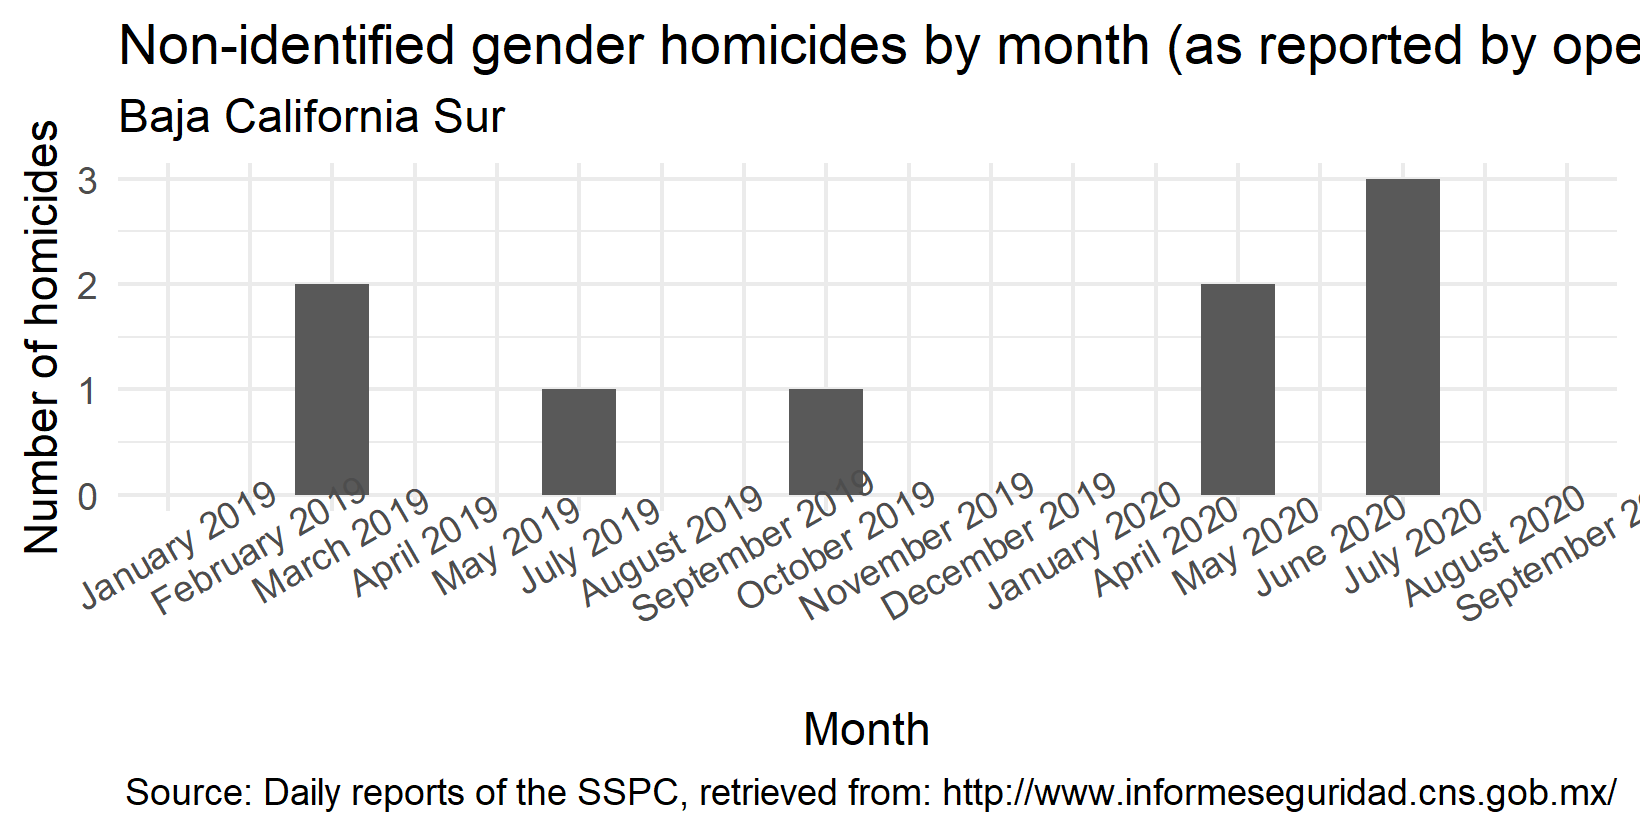 Non-identified gender homicides by month (as reported by ope
Baja California Sur
Number of homicides
3
2
1
0
January 2019
February 2019
March 2019
April 2019
May 2019
July 2019
August 2019
September 2019
October 2019
November 2019
December 2019
January 2020
April 2020
May 2020
June 2020
July 2020
August 2020
September 20
Month
Source: Daily reports of the SSPC, retrieved from: http://www.informeseguridad.cns.gob.mx/